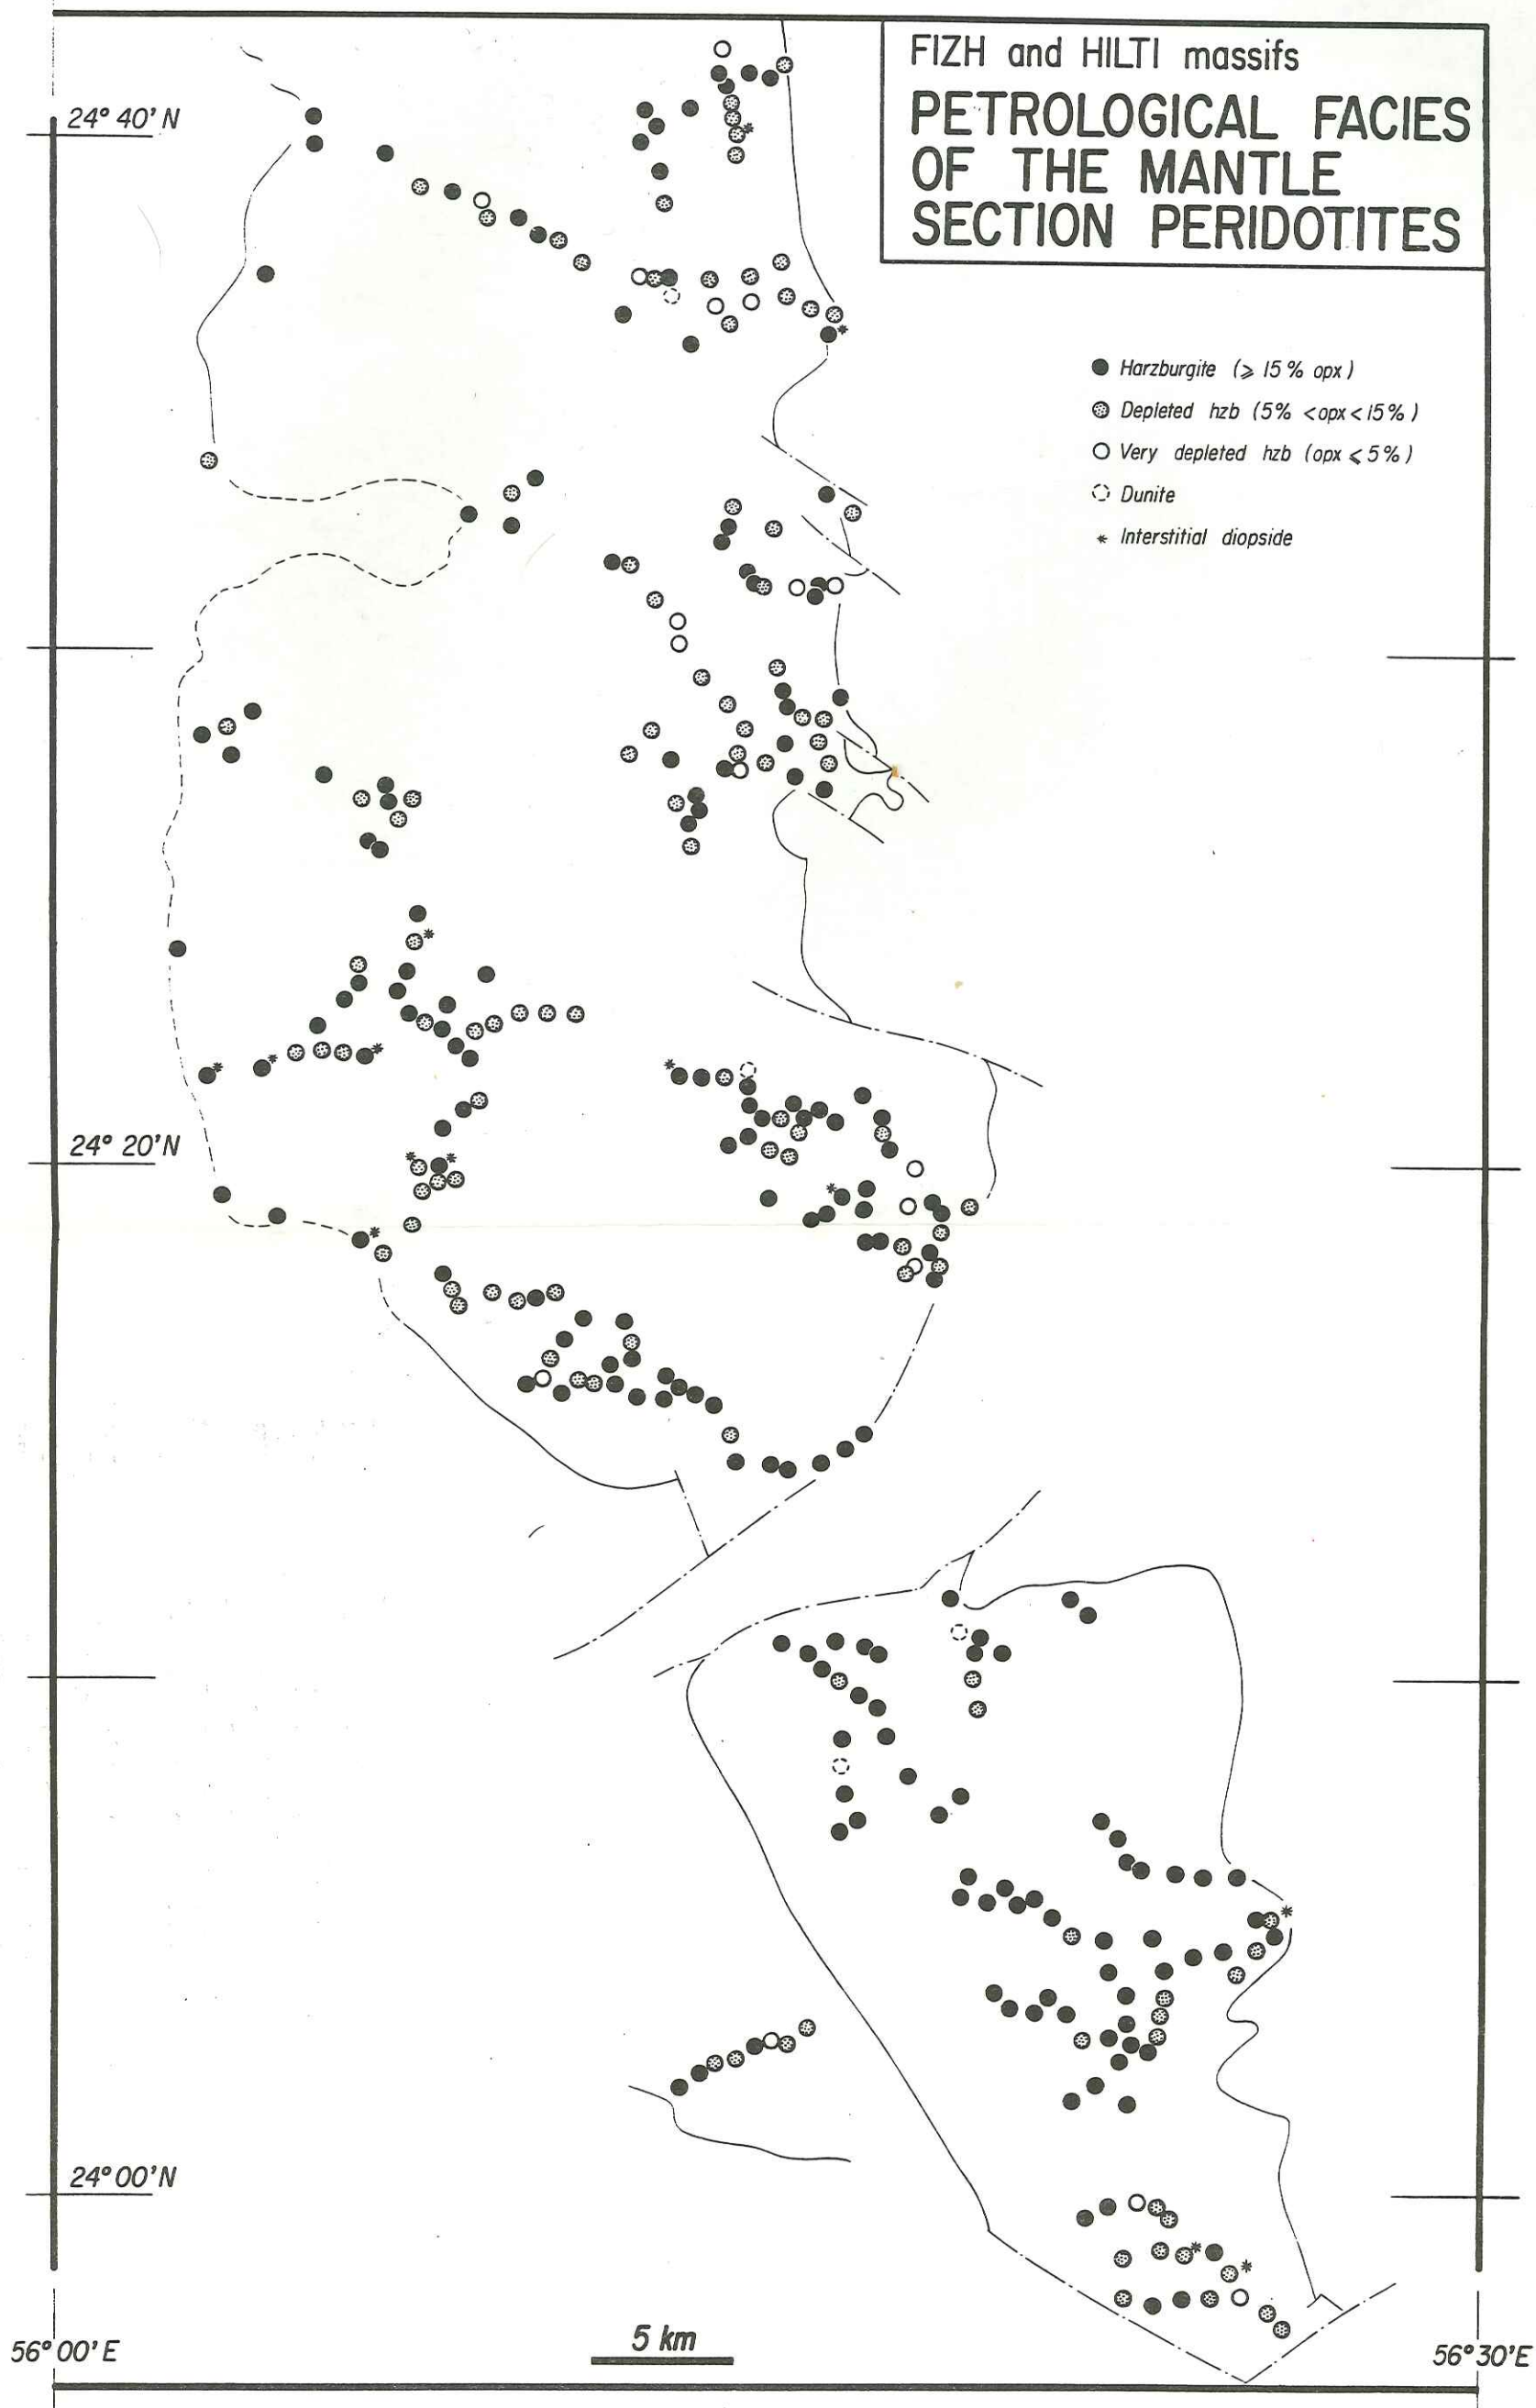 FIZH and HILTI massifs
PETROLOGICAL FACIES
OF THE MANTLE
SECTION PERIDOTITES
24° 40' N
Harzburgite (⩾ 15 % opx )
Depleted hzb (5% < opx < 15% )
Very depleted hzb (opx ⩽ 5% )
Dunite
* Interstitial diopside
24° 20' N
24° 00' N
5 km
56° 00' E
56° 30' E